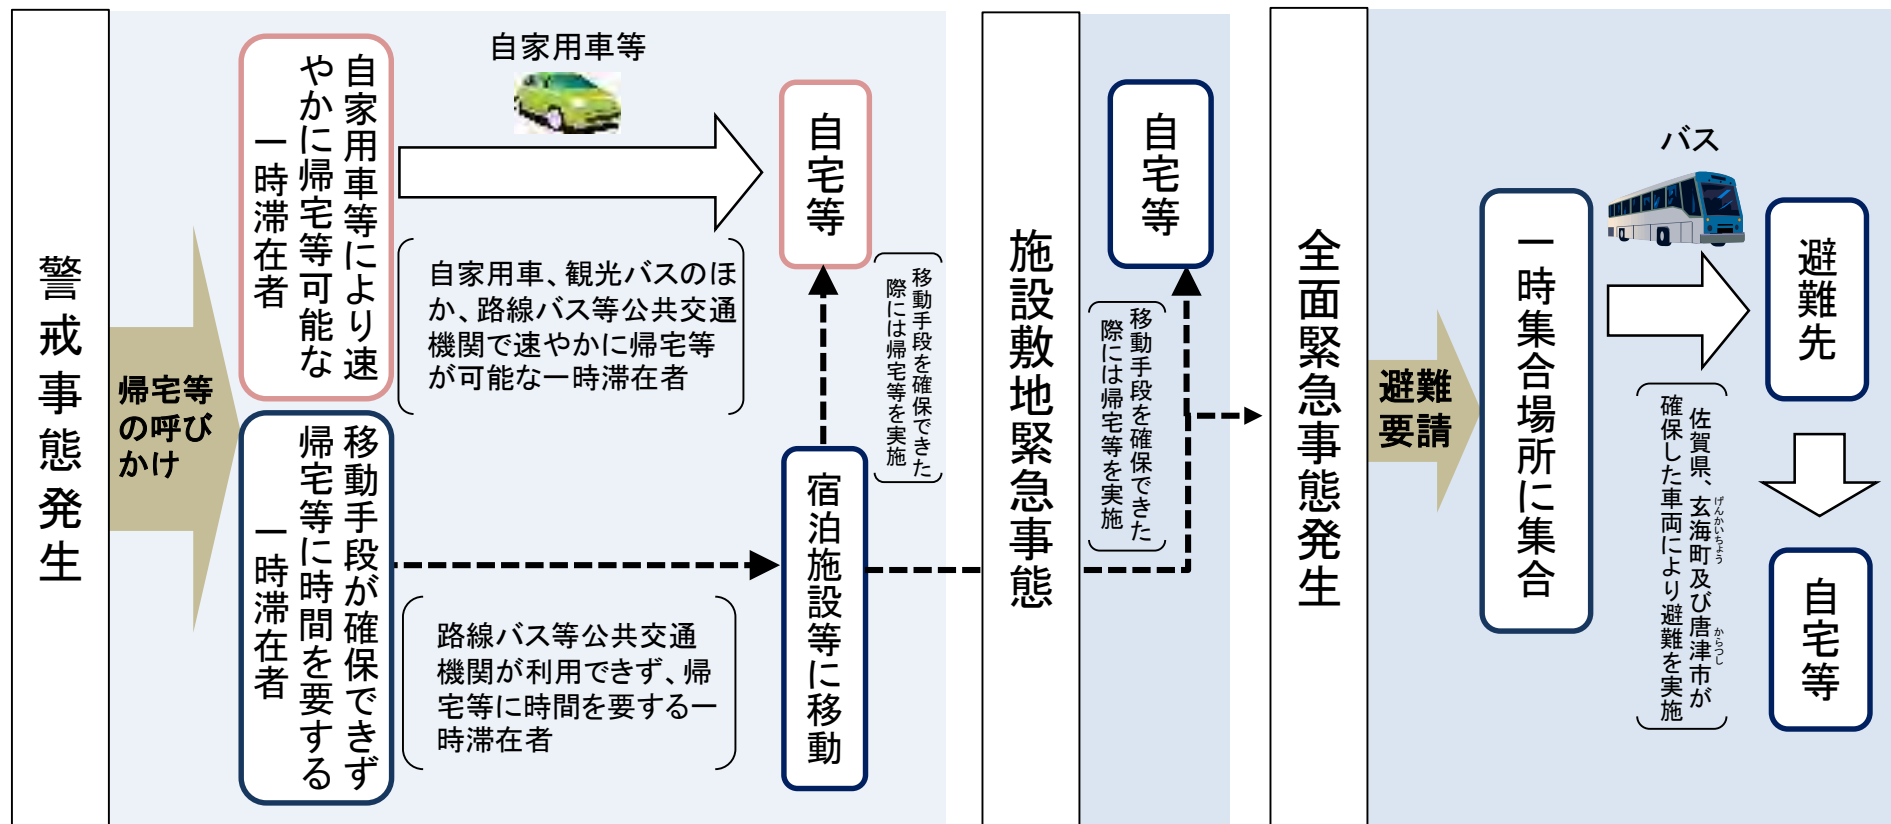 警戒事態発生
帰宅等
の呼び
かけ
自家用車等により速
やかに帰宅等可能な
一時滞在者
自家用車等
自家用車、観光バスのほ
か、路線バス等公共交通
機関で速やかに帰宅等
が可能な一時滞在者
自宅等
移動手段を確保できた
際には帰宅等を実施
移動手段が確保できず
帰宅等に時間を要する
一時滞在者
路線バス等公共交通
機関が利用できず、帰
宅等に時間を要する一
時滞在者
宿泊施設等に移動
施設敷地緊急事態
自宅等
移動手段を確保できた
際には帰宅等を実施
全面緊急事態発生
避難
要請
一時集合場所に集合
バス
佐賀県、玄海町及び唐津市が
げんかいちょう
からつし
確保した車両により避難を実施
避難先
自宅等